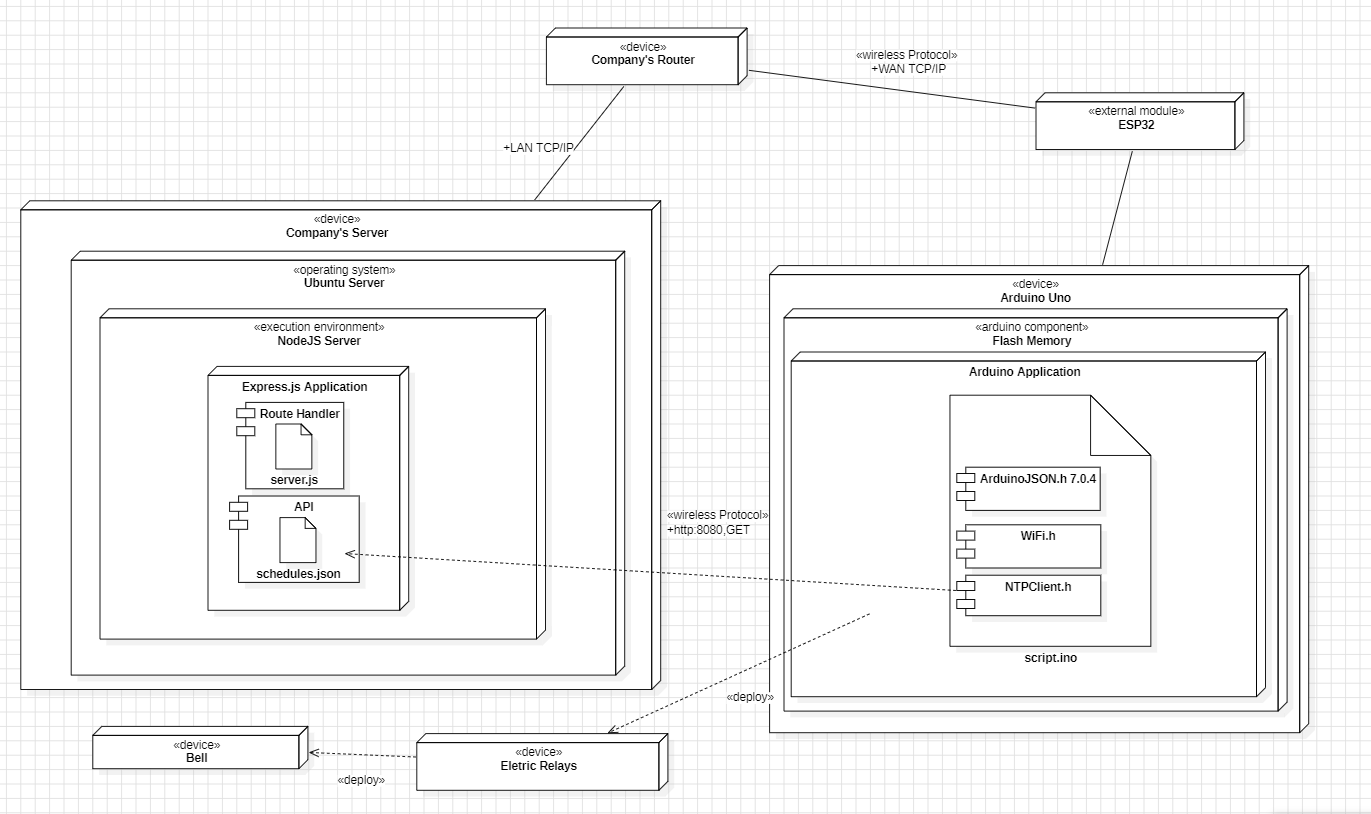 «device»
Company's Router
«wireless Protocol»
+WAN TCP/IP
«external module»
ESP32
+LAN TCP/IP
«device»
Company's Server
«operating system»
Ubuntu Server
«execution environment»
NodeJS Server
Express.js Application
Route Handler
server.js
API
schedules.json
«wireless Protocol»
+http:8080,GET
«device»
Arduino Uno
«arduino component»
Flash Memory
Arduino Application
ArduinoJSON.h 7.0.4
WiFi.h
NTPClient.h
script.ino
«deploy»
«device»
Eletric Relays
«deploy»
«device»
Bell